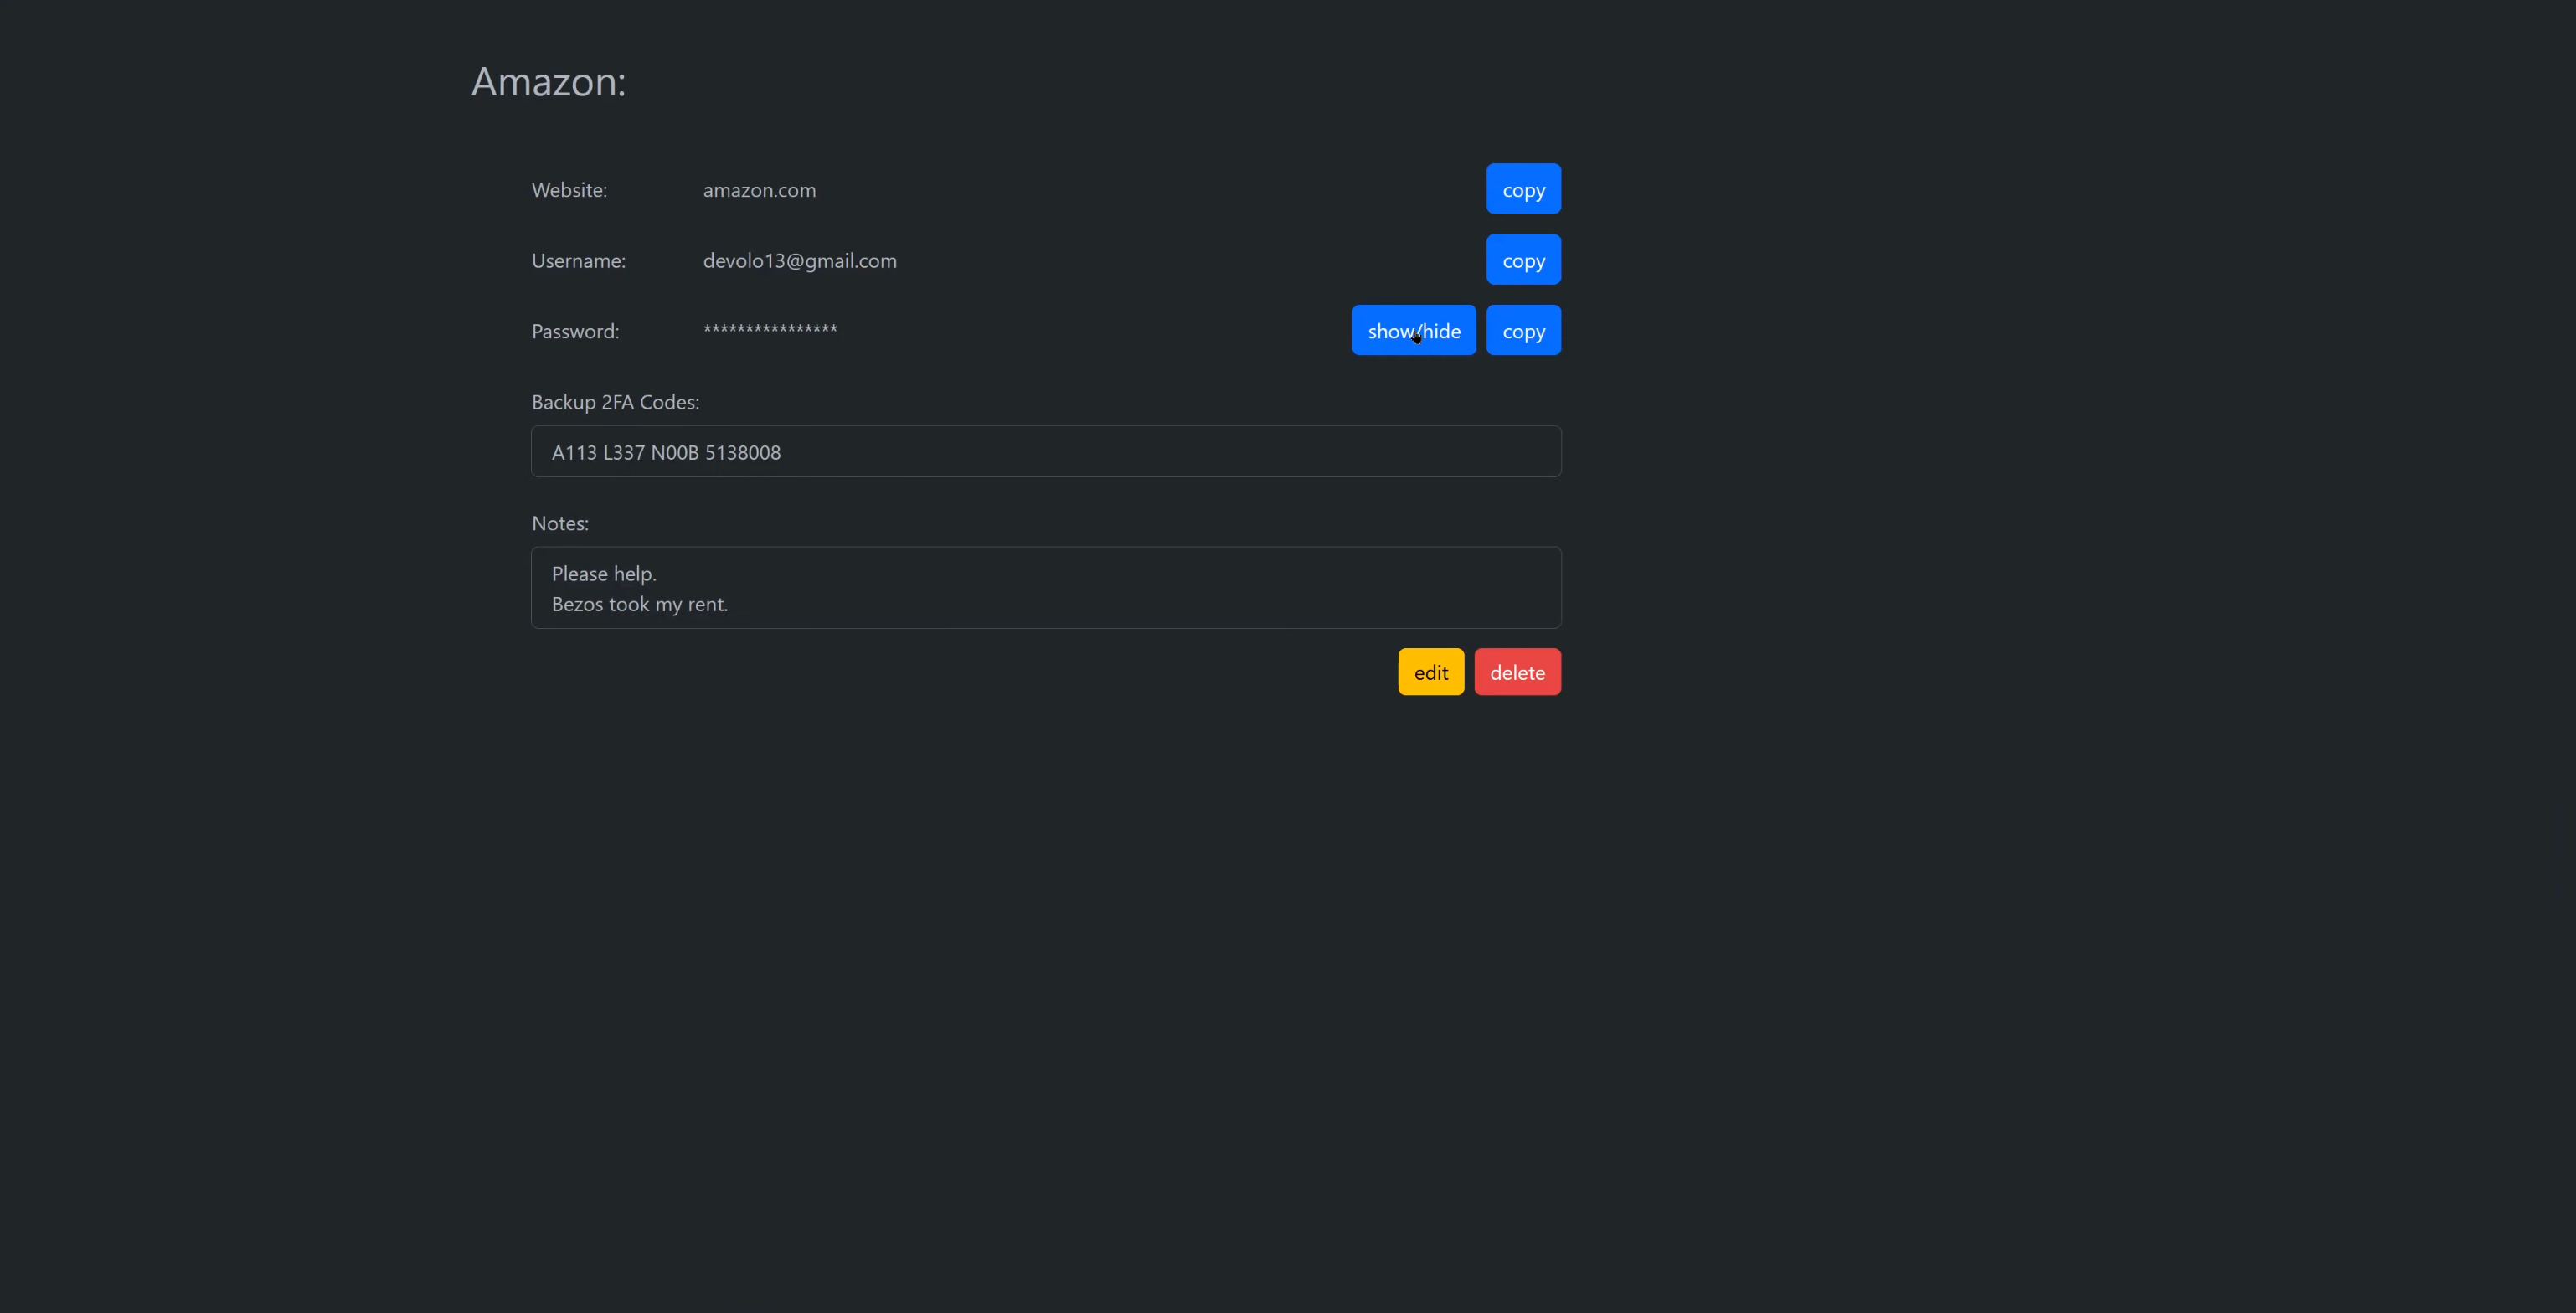 Amazon:
Website: amazon.com copy
Username: devolo13@gmail.com copy
Password: **************** show/hide copy
Backup 2FA Codes:
A113 L337 N00B 5138008
Notes:
Please help.
Bezos took my rent.
edit delete